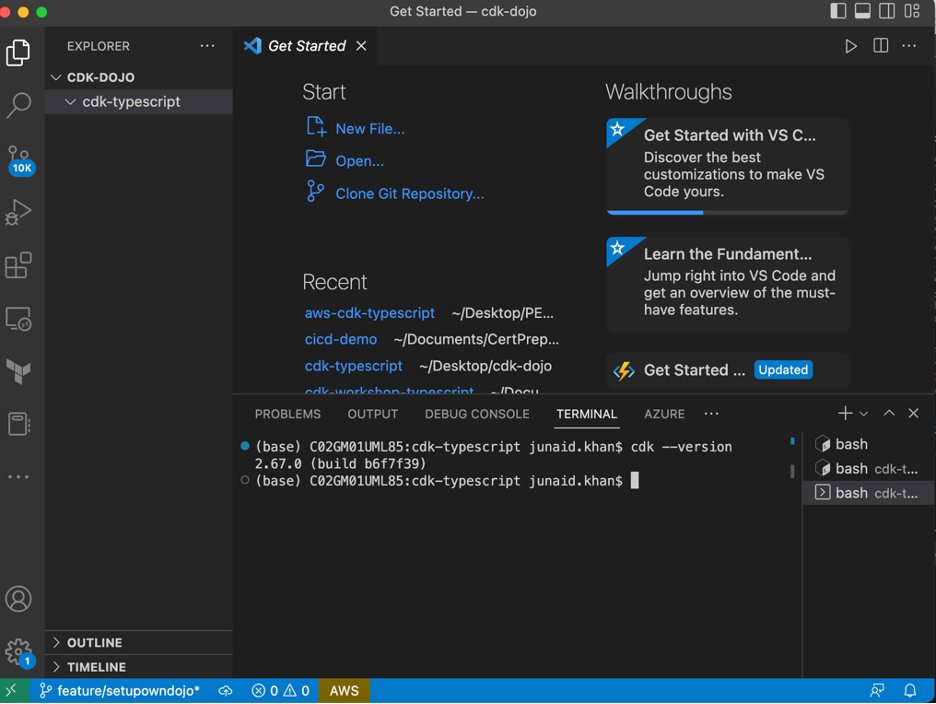 Get Started — cdk-dojo
EXPLORER
Get Started
CDK-DOJO
cdk-typescript
10K
Start
New File...
Open...
Clone Git Repository...
Recent
aws-cdk-typescript ~/Desktop/PE...
cicd-demo ~/Documents/CertPrep...
cdk-typescript ~/Desktop/cdk-dojo
cdk-workshop-typescript ~/Docu...
Walkthroughs
Get Started with VS C...
Discover the best
customizations to make VS
Code yours.
Learn the Fundament...
Jump right into VS Code and
get an overview of the must-
have features.
Get Started ... Updated
PROBLEMS OUTPUT DEBUG CONSOLE TERMINAL AZURE
(base) C02GM01UML85:cdk-typescript junaid.khan$ cdk --version
2.67.0 (build b6f7f39)
(base) C02GM01UML85:cdk-typescript junaid.khan$
bash
bash cdk-t...
bash cdk-t...
OUTLINE
TIMELINE
1
feature/setupowndojo* 0 0 AWS